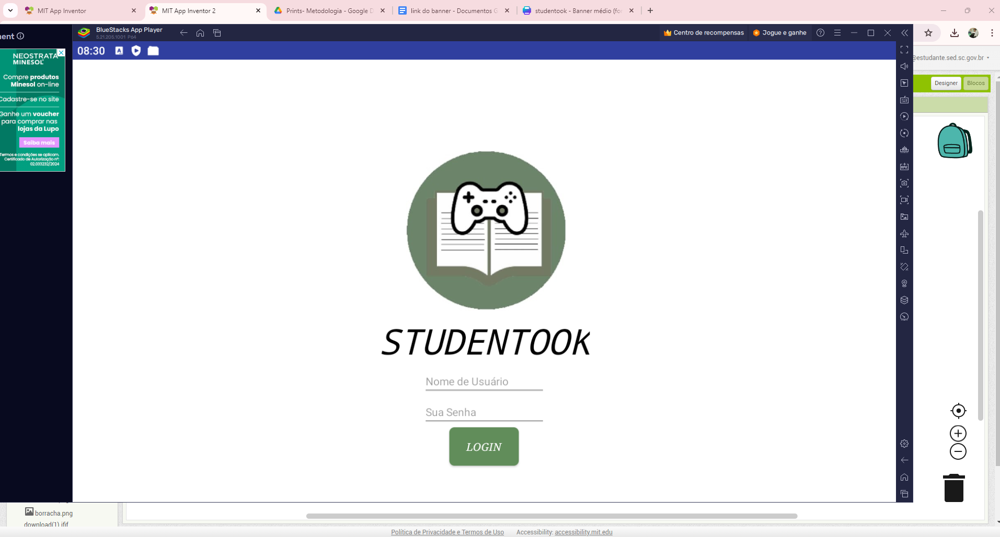 MIT App Inventor
MIT App Inventor 2
Prints- Metodologia - Google D
link do banner - Documentos G
studentook - Banner médio (for
BlueStacks App Player
5.21.205.1001 P64
Centro de recompensas
Jogue e ganhe
ent
08:30
@estudante.sed.sc.gov.br
Designer
Blocos
NEOSTRATA
MINESOL
Compre produtos
Minesol on-line
Cadastre-se no site
Ganhe um voucher
para comprar nas
lojas da Lupo
Saiba mais
Termos e condições se aplicam.
Certificado de Autorização nº:
02.033232/2024
STUDENTOOK
Nome de Usuário
Sua Senha
LOGIN
borracha.png
download(1).jfif
Política de Privacidade e Termos de Uso
Accessibility: accessibility.mit.edu